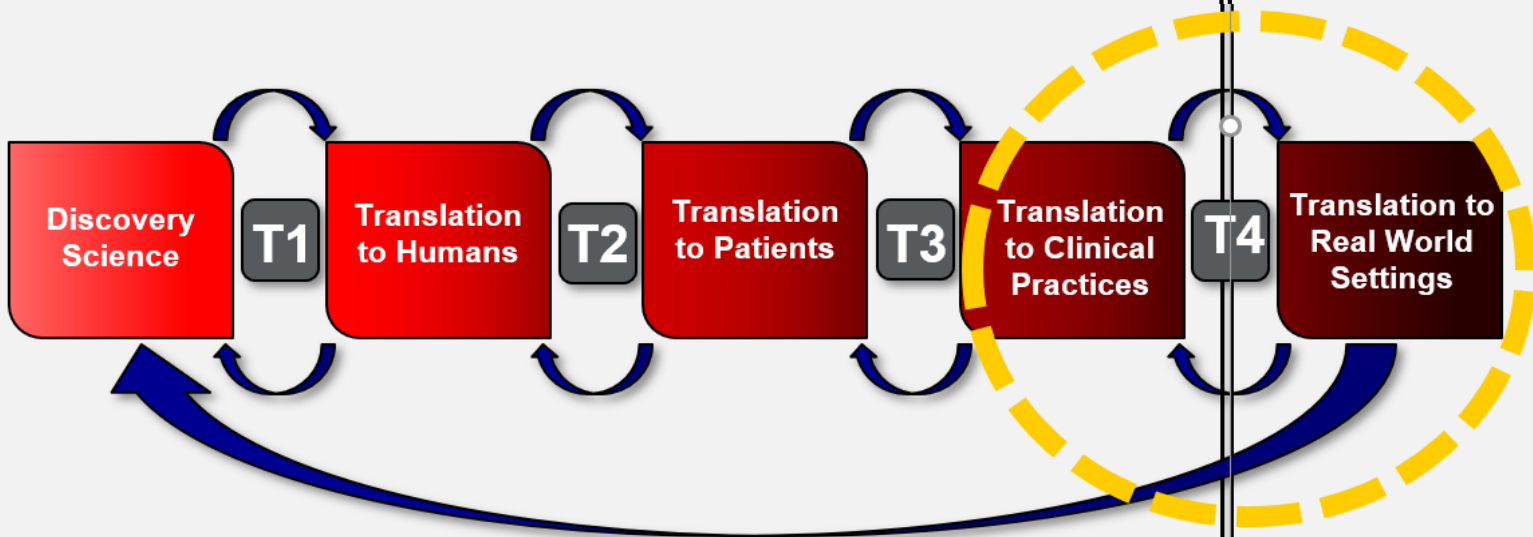 Discovery
Science
T1
Translation
to Humans
T2
Translation
to Patients
T3
Translation
to Clinical
Practices
T4
Translation to
Real World
Settings